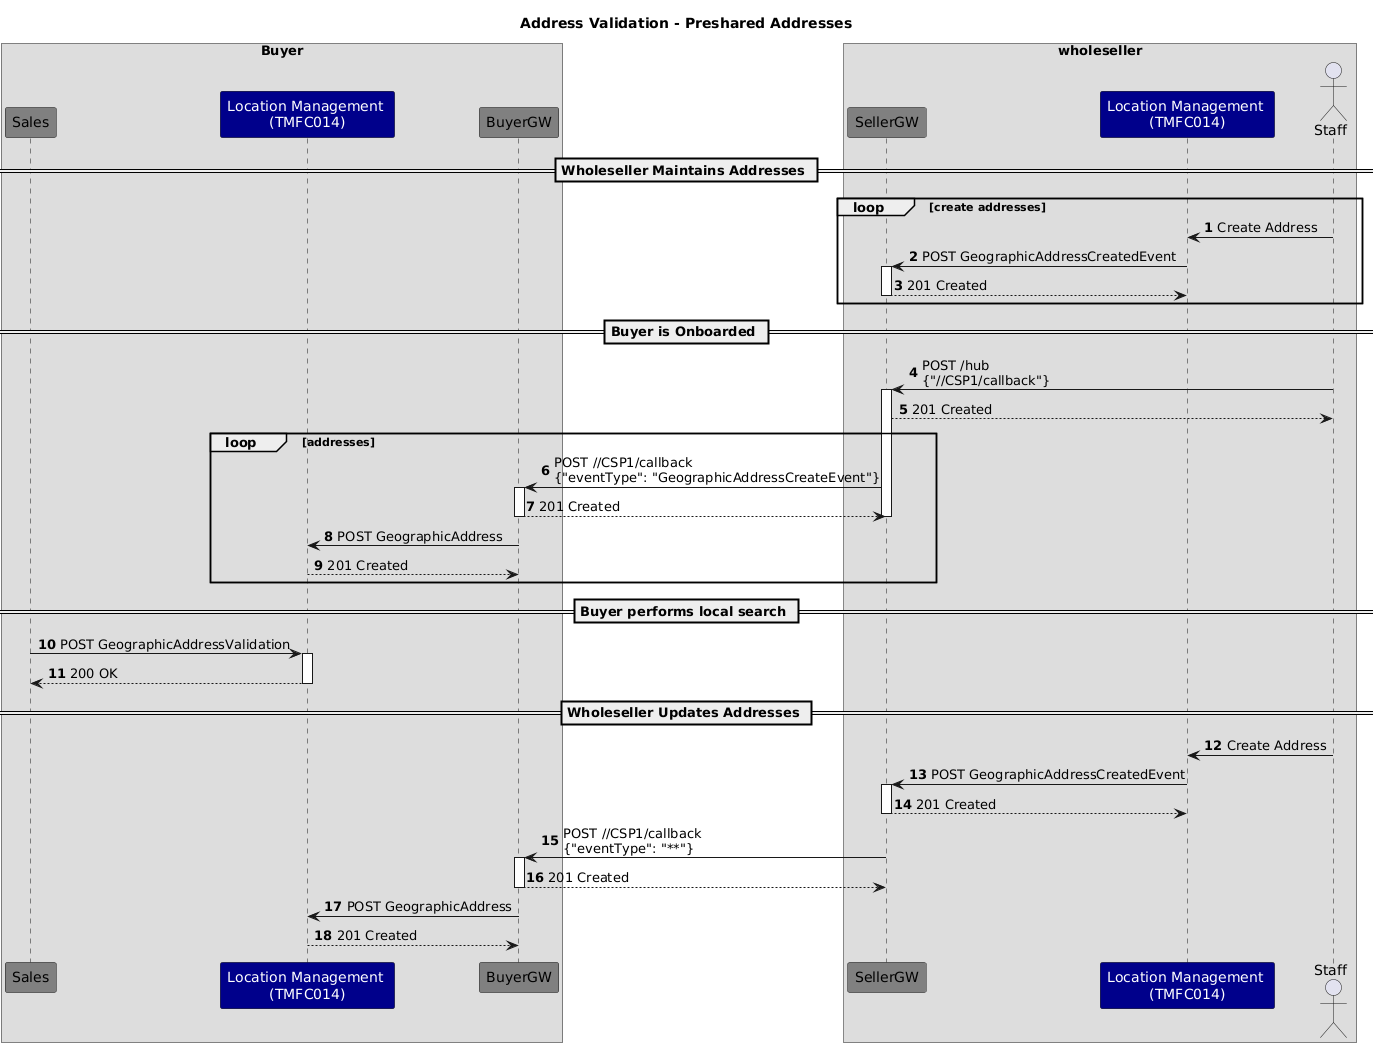 Address Validation - Preshared Addresses
Buyer
wholeseller
Sales
Location Management
(TMFC014)
BuyerGW
SellerGW
Location Management
(TMFC014)
Staff
Wholeseller Maintains Addresses
loop [create addresses]
1 Create Address
2 POST GeographicAddressCreatedEvent
3 201 Created
Buyer is Onboarded
4 POST /hub
{"//CSP1/callback"}
5 201 Created
loop [addresses]
6 POST //CSP1/callback
{"eventType": "GeographicAddressCreateEvent"}
7 201 Created
8 POST GeographicAddress
9 201 Created
Buyer performs local search
10 POST GeographicAddressValidation
11 200 OK
Wholeseller Updates Addresses
12 Create Address
13 POST GeographicAddressCreatedEvent
14 201 Created
15 POST //CSP1/callback
{"eventType": "**"}
16 201 Created
17 POST GeographicAddress
18 201 Created
Sales
Location Management
(TMFC014)
BuyerGW
SellerGW
Location Management
(TMFC014)
Staff